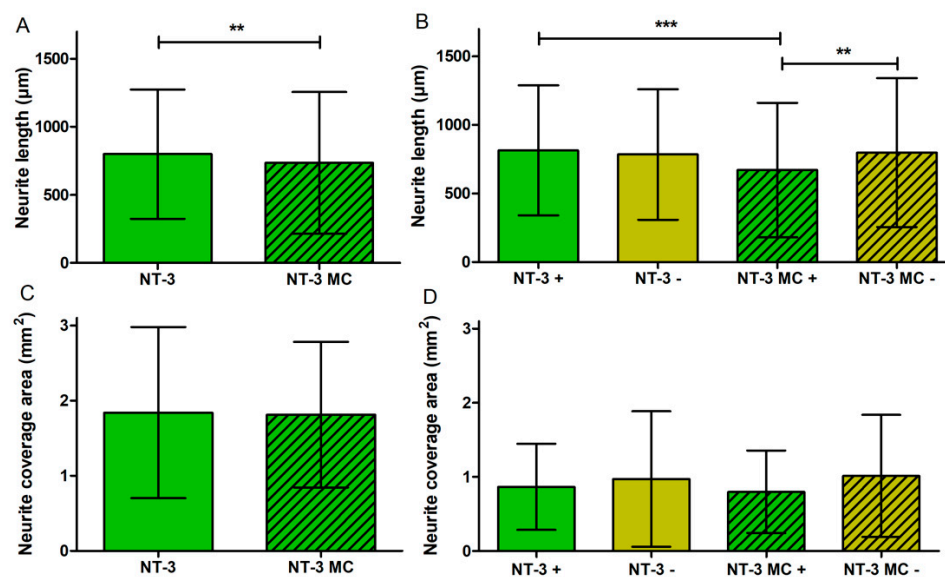 A
**
Neurite length (µm)
1500
1000
500
0
NT-3 NT-3 MC
B
***
**
Neurite length (µm)
1500
1000
500
0
NT-3 + NT-3 - NT-3 MC + NT-3 MC -
C
Neurite coverage area (mm²)
3
2
1
0
NT-3 NT-3 MC
D
Neurite coverage area (mm²)
3
2
1
0
NT-3 + NT-3 - NT-3 MC + NT-3 MC -